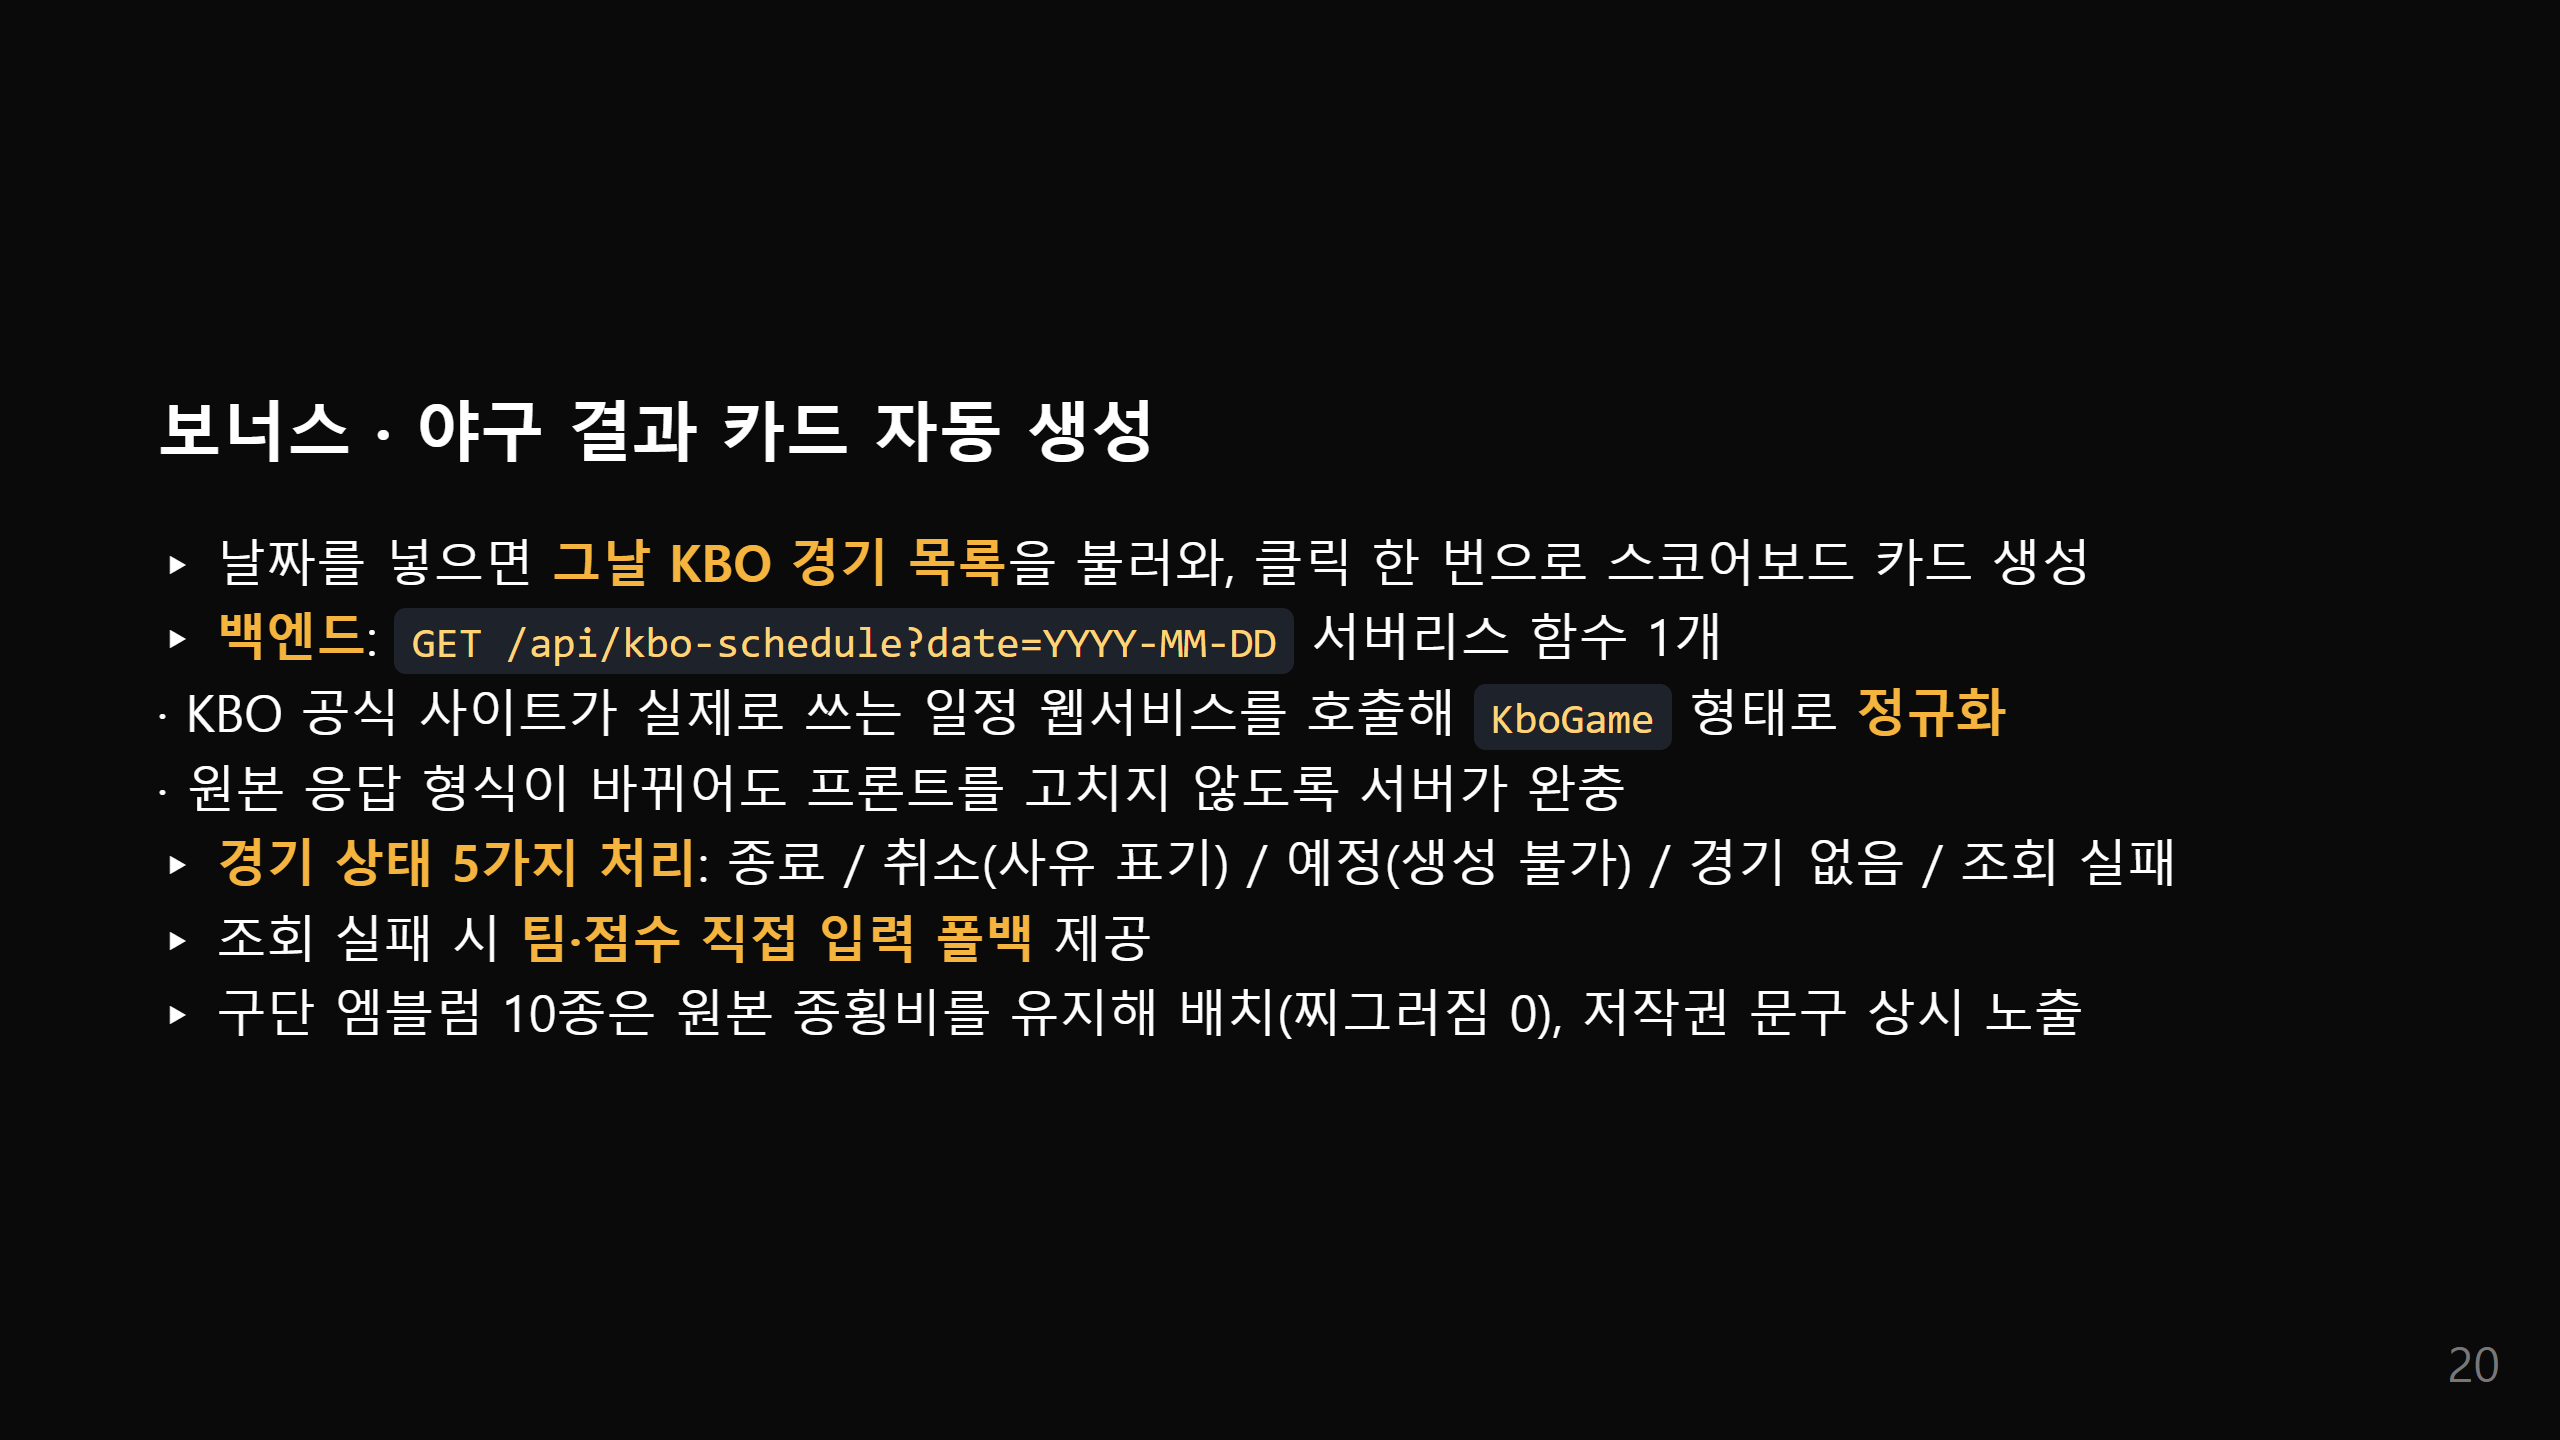 보너스 · 야구 결과 카드 자동 생성
▸ 날짜를 넣으면 그날 KBO 경기 목록을 불러와, 클릭 한 번으로 스코어보드 카드 생성
▸ 백엔드: GET /api/kbo-schedule?date=YYYY-MM-DD 서버리스 함수 1개
· KBO 공식 사이트가 실제로 쓰는 일정 웹서비스를 호출해 KboGame 형태로 정규화
· 원본 응답 형식이 바뀌어도 프론트를 고치지 않도록 서버가 완충
▸ 경기 상태 5가지 처리: 종료 / 취소(사유 표기) / 예정(생성 불가) / 경기 없음 / 조회 실패
▸ 조회 실패 시 팀·점수 직접 입력 폴백 제공
▸ 구단 엠블럼 10종은 원본 종횡비를 유지해 배치(찌그러짐 0), 저작권 문구 상시 노출
20